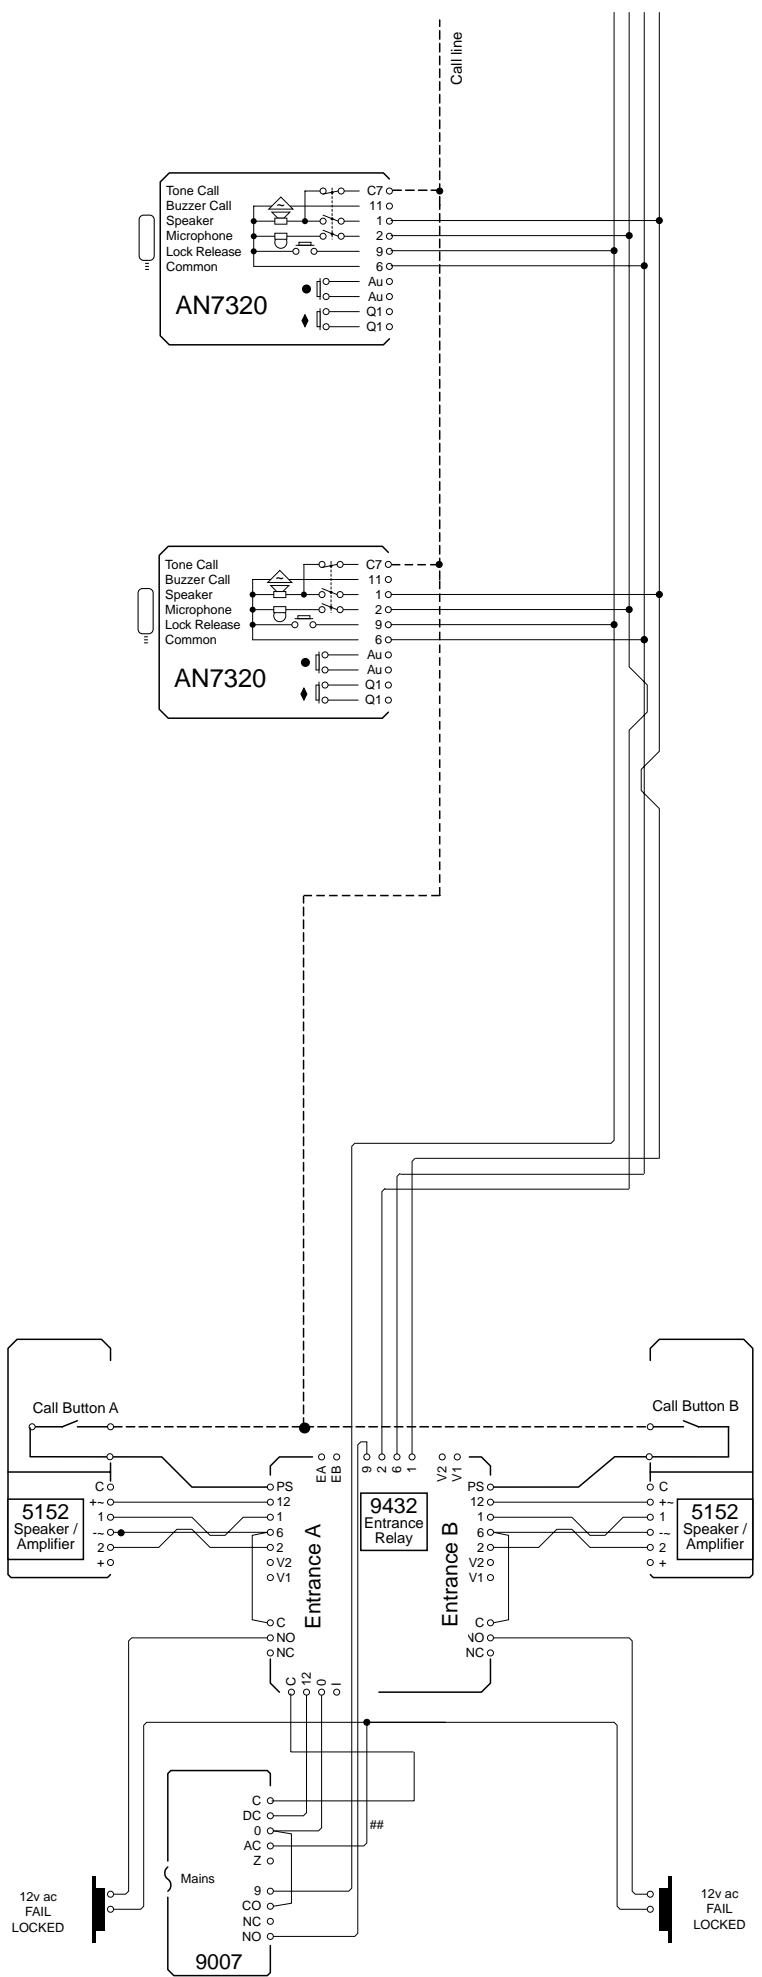 Call line
Tone Call C7
Buzzer Call 11
Speaker 1
Microphone 2
Lock Release 9
Common 6
Au
Au
AN7320
Q1
Q1
~
Tone Call C7
Buzzer Call 11
Speaker 1
Microphone 2
Lock Release 9
Common 6
Au
Au
AN7320
Q1
Q1
~
Call Button A
Call Button B
C
+~
1
-~
2
+
5152
Speaker /
Amplifier
EA
EB
9
2
6
1
V2
V1
PS
12
1
6
2
V2
V1
C
NO
NC
Entrance A
9432
Entrance
Relay
Entrance B
PS
12
1
6
2
V2
V1
C
NO
NC
C
+~
1
-~
2
+
5152
Speaker /
Amplifier
C
12
0
I
C
DC
0
AC
Z
##
Mains
9
CO
NC
NO
9007
12v ac
FAIL
LOCKED
12v ac
FAIL
LOCKED